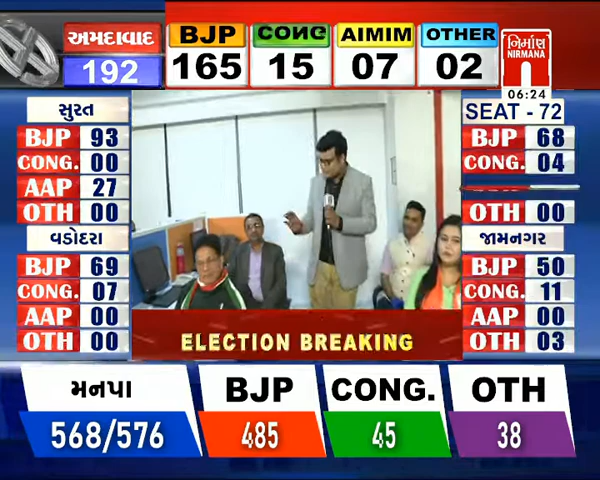 અમદાવાદ
192
BJP
165
CONG
15
AIMIM
07
OTHER
02
નિર્માણ
NIRMANA
06:24
સુરત
BJP 93
CONG. 00
AAP 27
OTH 00
વડોદરા
BJP 69
CONG. 07
AAP 00
OTH 00
SEAT - 72
BJP 68
CONG. 04
OTH 00
જામનગર
BJP 50
CONG. 11
AAP 00
OTH 03
ELECTION BREAKING
મનપા
568/576
BJP
485
CONG.
45
OTH
38